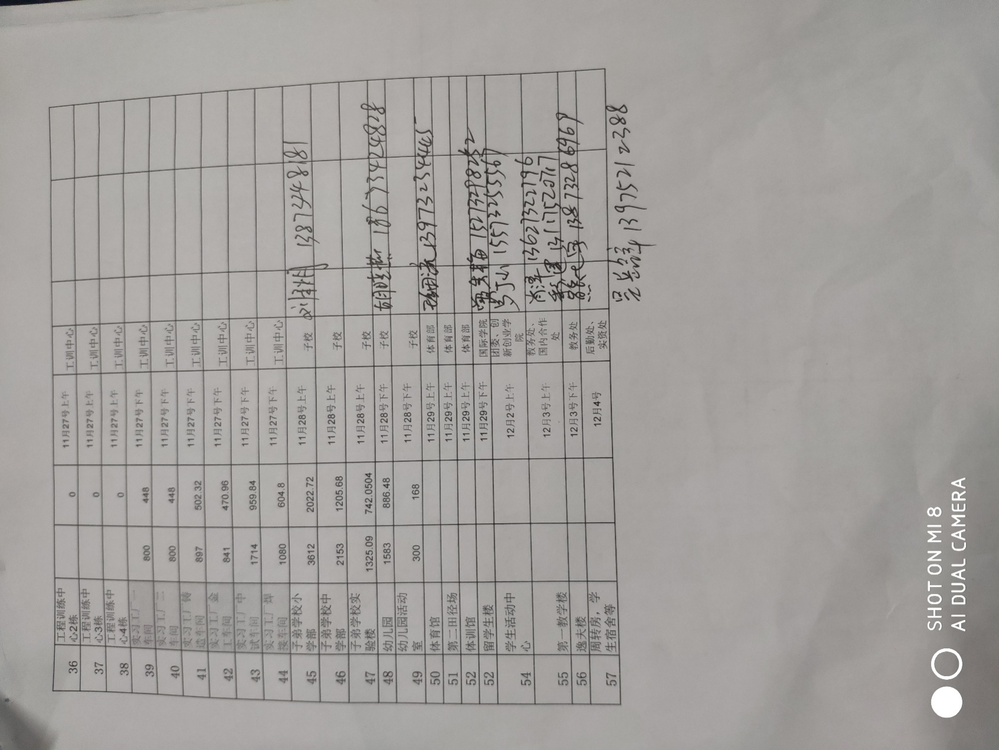 36 工程训练中心2栋 0 11月27号上午 工训中心
37 工程训练中心3栋 0 11月27号上午 工训中心
38 工程训练中心4栋 0 11月27号上午 工训中心
39 实习工厂一车间 800 448 11月27号下午 工训中心
40 实习工厂二车间 800 448 11月27号下午 工训中心
41 实习工厂铸造车间 897 502.32 11月27号下午 工训中心
42 实习工厂金工车间 841 470.96 11月27号下午 工训中心
43 实习工厂中试车间 1714 959.84 11月27号下午 工训中心
44 实习工厂焊接车间 1080 604.8 11月27号下午 工训中心
45 子弟学校小学部 3612 2022.72 11月28号上午 子校
46 子弟学校中学部 2153 1205.68 11月28号上午 子校
47 子弟学校实验楼 1325.09 742.0504 11月28号上午 子校
48 幼儿园 1583 886.48 11月28号下午 子校
49 幼儿园活动室 300 168 11月28号下午 子校
50 体育馆 11月29号上午 体育部 13973234445
51 第二田径场 11月29号上午 体育部
52 体训馆 11月29号上午 体育部
52 留学生楼 11月29号下午 国际学院
54 学生活动中心 12月2号上午 团委、创新创业学院 15573255567
55 第一教学楼 12月3号上午 教务处、国内合作处 肖泽 13627322796
56 逸夫楼 12月3号下午 教务处 13873286969
57 周转房，学生宿舍等 12月4号 后勤处、实资处
13975212388
SHOT ON MI 8
AI DUAL CAMERA